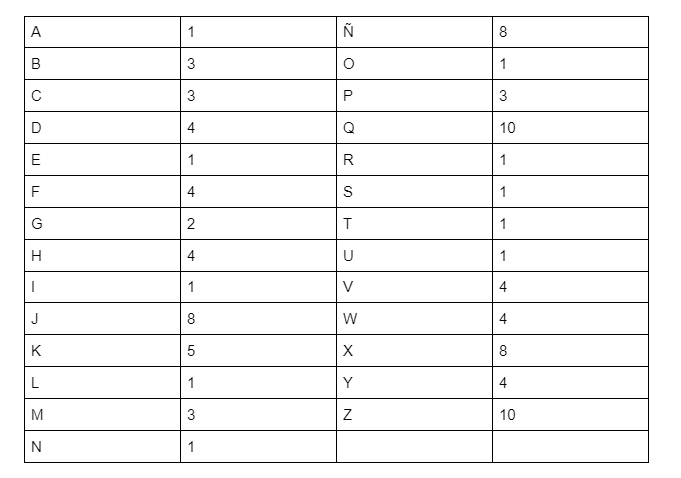 A 1 Ñ 8
B 3 O 1
C 3 P 3
D 4 Q 10
E 1 R 1
F 4 S 1
G 2 T 1
H 4 U 1
I 1 V 4
J 8 W 4
K 5 X 8
L 1 Y 4
M 3 Z 10
N 1